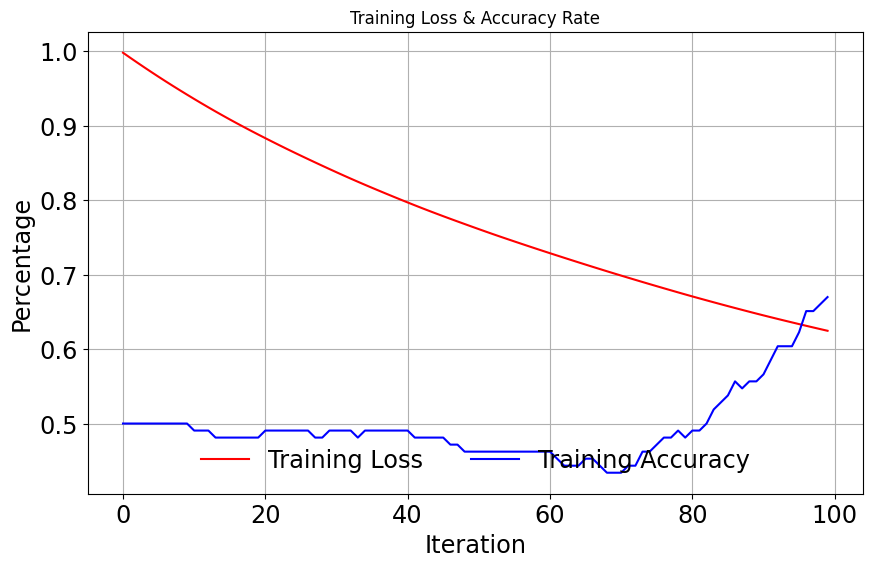 Training Loss & Accuracy Rate
1.0
0.9
0.8
0.7
0.6
0.5
Percentage
Training Loss
Training Accuracy
0 20 40 60 80 100
Iteration